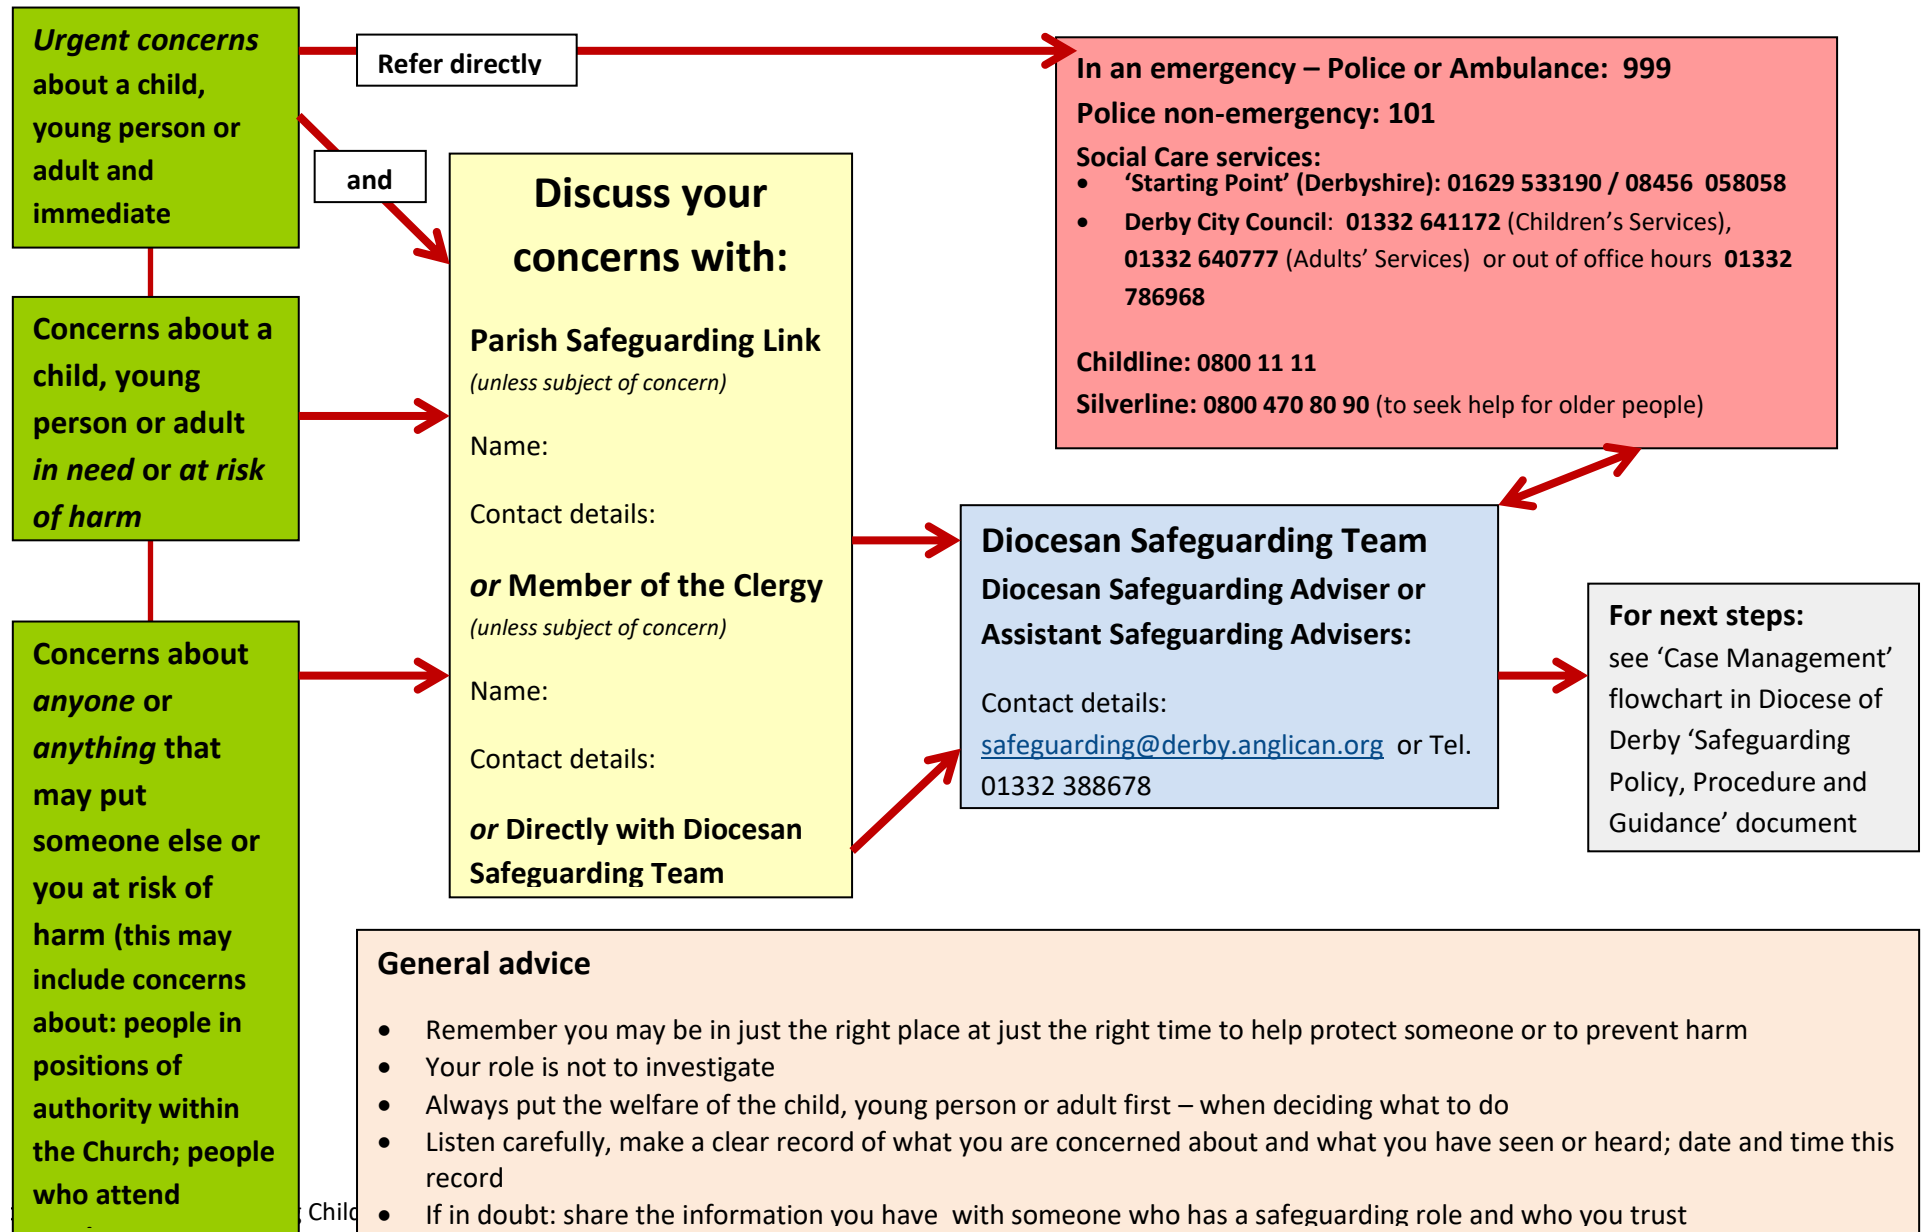 Urgent concerns
about a child,
young person or
adult and
immediate
Refer directly
and
Concerns about a
child, young
person or adult
in need or at risk
of harm
Concerns about
anyone or
anything that
may put
someone else or
you at risk of
harm (this may
include concerns
about: people in
positions of
authority within
the Church; people
who attend
Discuss your
concerns with:
Parish Safeguarding Link
(unless subject of concern)
Name:
Contact details:
or Member of the Clergy
(unless subject of concern)
Name:
Contact details:
or Directly with Diocesan
Safeguarding Team
In an emergency – Police or Ambulance:  999
Police non-emergency: 101
Social Care services:
• ‘Starting Point’ (Derbyshire): 01629 533190 / 08456  058058
• Derby City Council:  01332 641172 (Children’s Services),
01332 640777 (Adults’ Services)  or out of office hours  01332
786968
Childline: 0800 11 11
Silverline: 0800 470 80 90 (to seek help for older people)
Diocesan Safeguarding Team
Diocesan Safeguarding Adviser or
Assistant Safeguarding Advisers:
Contact details:
safeguarding@derby.anglican.org  or Tel.
01332 388678
For next steps:
see ‘Case Management’
flowchart in Diocese of
Derby ‘Safeguarding
Policy, Procedure and
Guidance’ document
General advice
• Remember you may be in just the right place at just the right time to help protect someone or to prevent harm
• Your role is not to investigate
• Always put the welfare of the child, young person or adult first – when deciding what to do
• Listen carefully, make a clear record of what you are concerned about and what you have seen or heard; date and time this
record
• If in doubt: share the information you have  with someone who has a safeguarding role and who you trust
Child